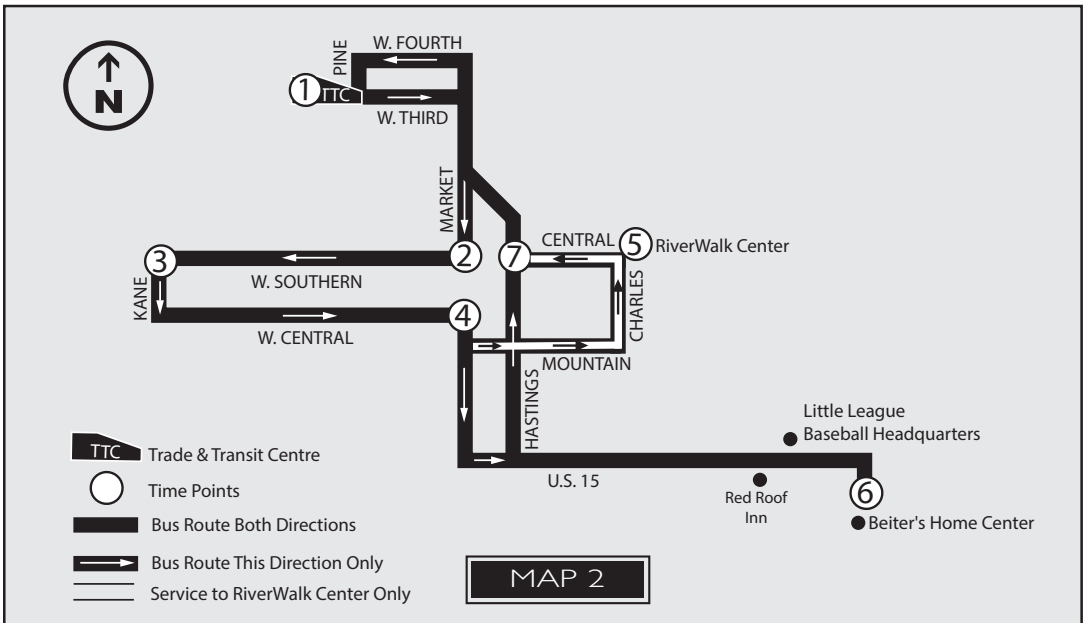 N
W. FOURTH
PINE
1
TTC
W. THIRD
MARKET
2
7
CENTRAL
5
RiverWalk Center
3
W. SOUTHERN
KANE
4
CHARLES
W. CENTRAL
MOUNTAIN
HASTINGS
Little League
Baseball Headquarters
U.S. 15
Red Roof
Inn
6
Beiter's Home Center
TTC Trade & Transit Centre
Time Points
Bus Route Both Directions
Bus Route This Direction Only
Service to RiverWalk Center Only
MAP 2